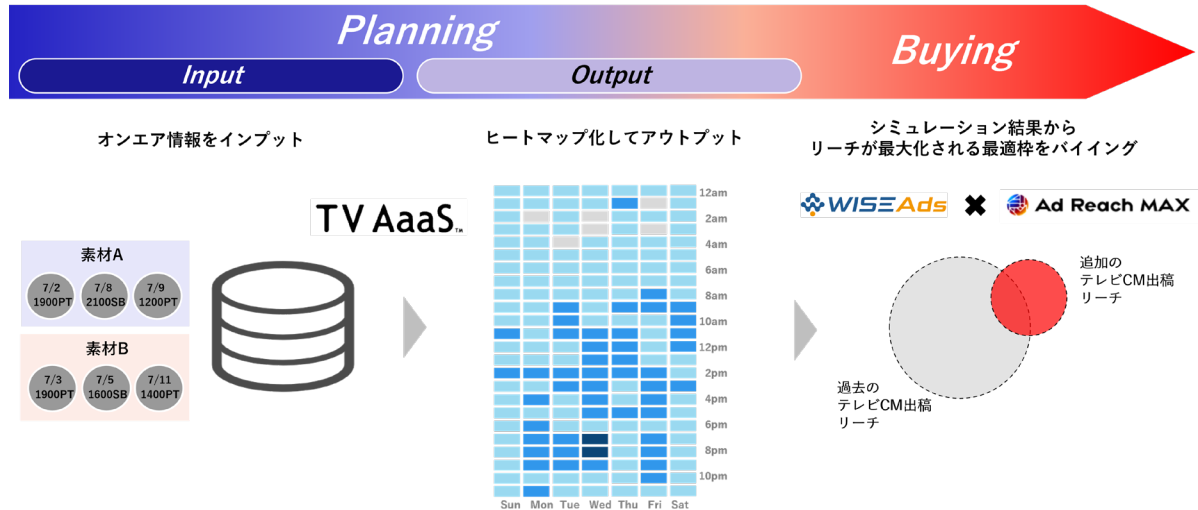 Planning
Input
Output
Buying
オンエア情報をインプット
ヒートマップ化してアウトプット
シミュレーション結果から
リーチが最大化される最適枠をバイイング
TV AaaS™
素材A
7/2
1900PT
7/8
2100SB
7/9
1200PT
素材B
7/3
1900PT
7/5
1600SB
7/11
1400PT
12am
2am
4am
6am
8am
10am
12pm
2pm
4pm
6pm
8pm
10pm
Sun Mon Tue Wed Thu Fri Sat
WISE Ads ✖ Ad Reach MAX
追加の
テレビCM出稿
リーチ
過去の
テレビCM出稿
リーチ